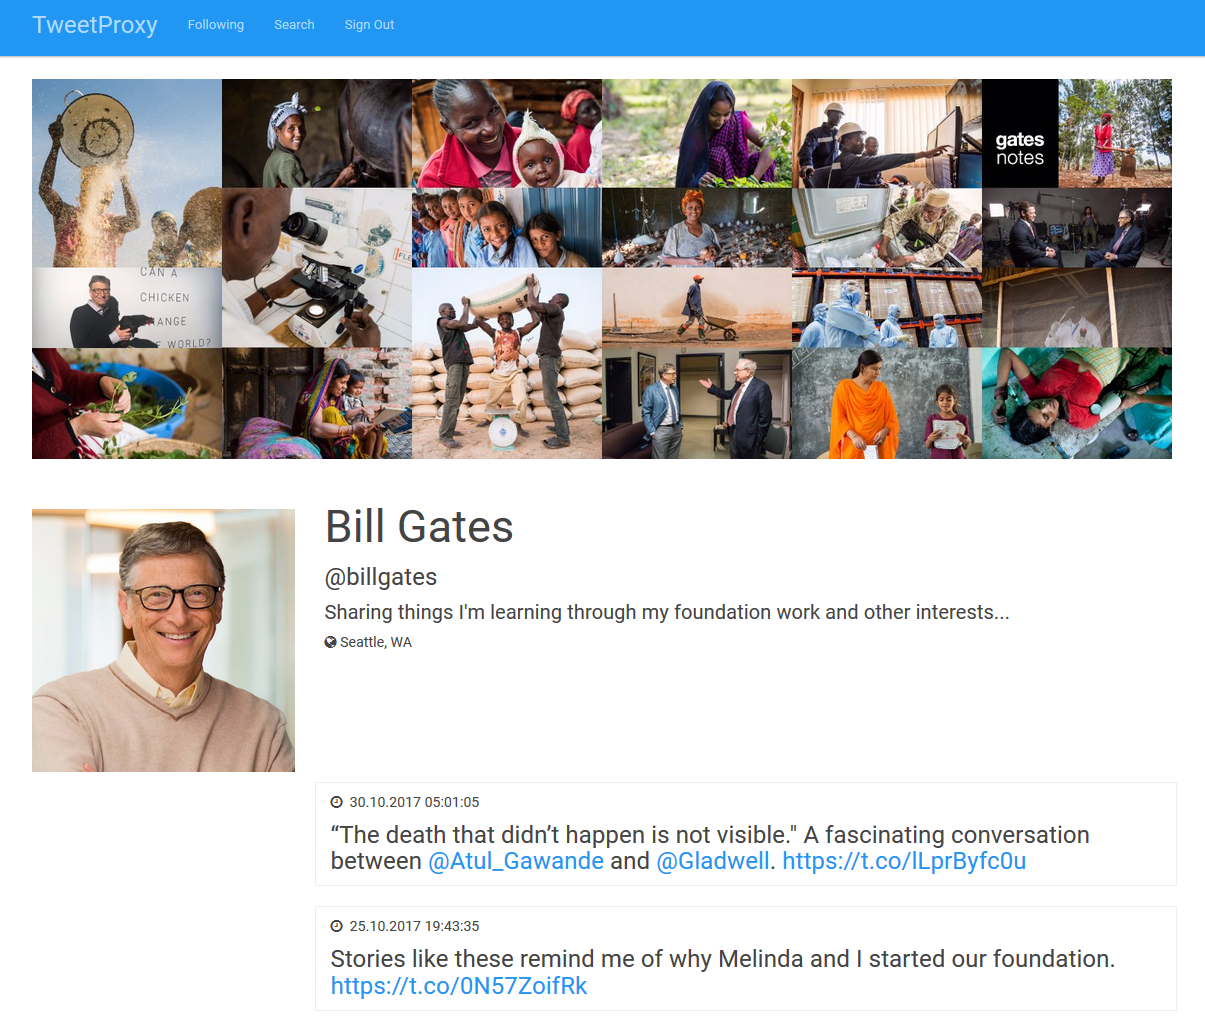 TweetProxy Following Search Sign Out
gates
notes
CAN A
CHICKEN
WORLD?
Bill Gates
@billgates
Sharing things I'm learning through my foundation work and other interests...
Seattle, WA
30.10.2017 05:01:05
“The death that didn’t happen is not visible." A fascinating conversation
between @Atul_Gawande and @Gladwell. https://t.co/lLprByfc0u
25.10.2017 19:43:35
Stories like these remind me of why Melinda and I started our foundation.
https://t.co/0N57ZoifRk